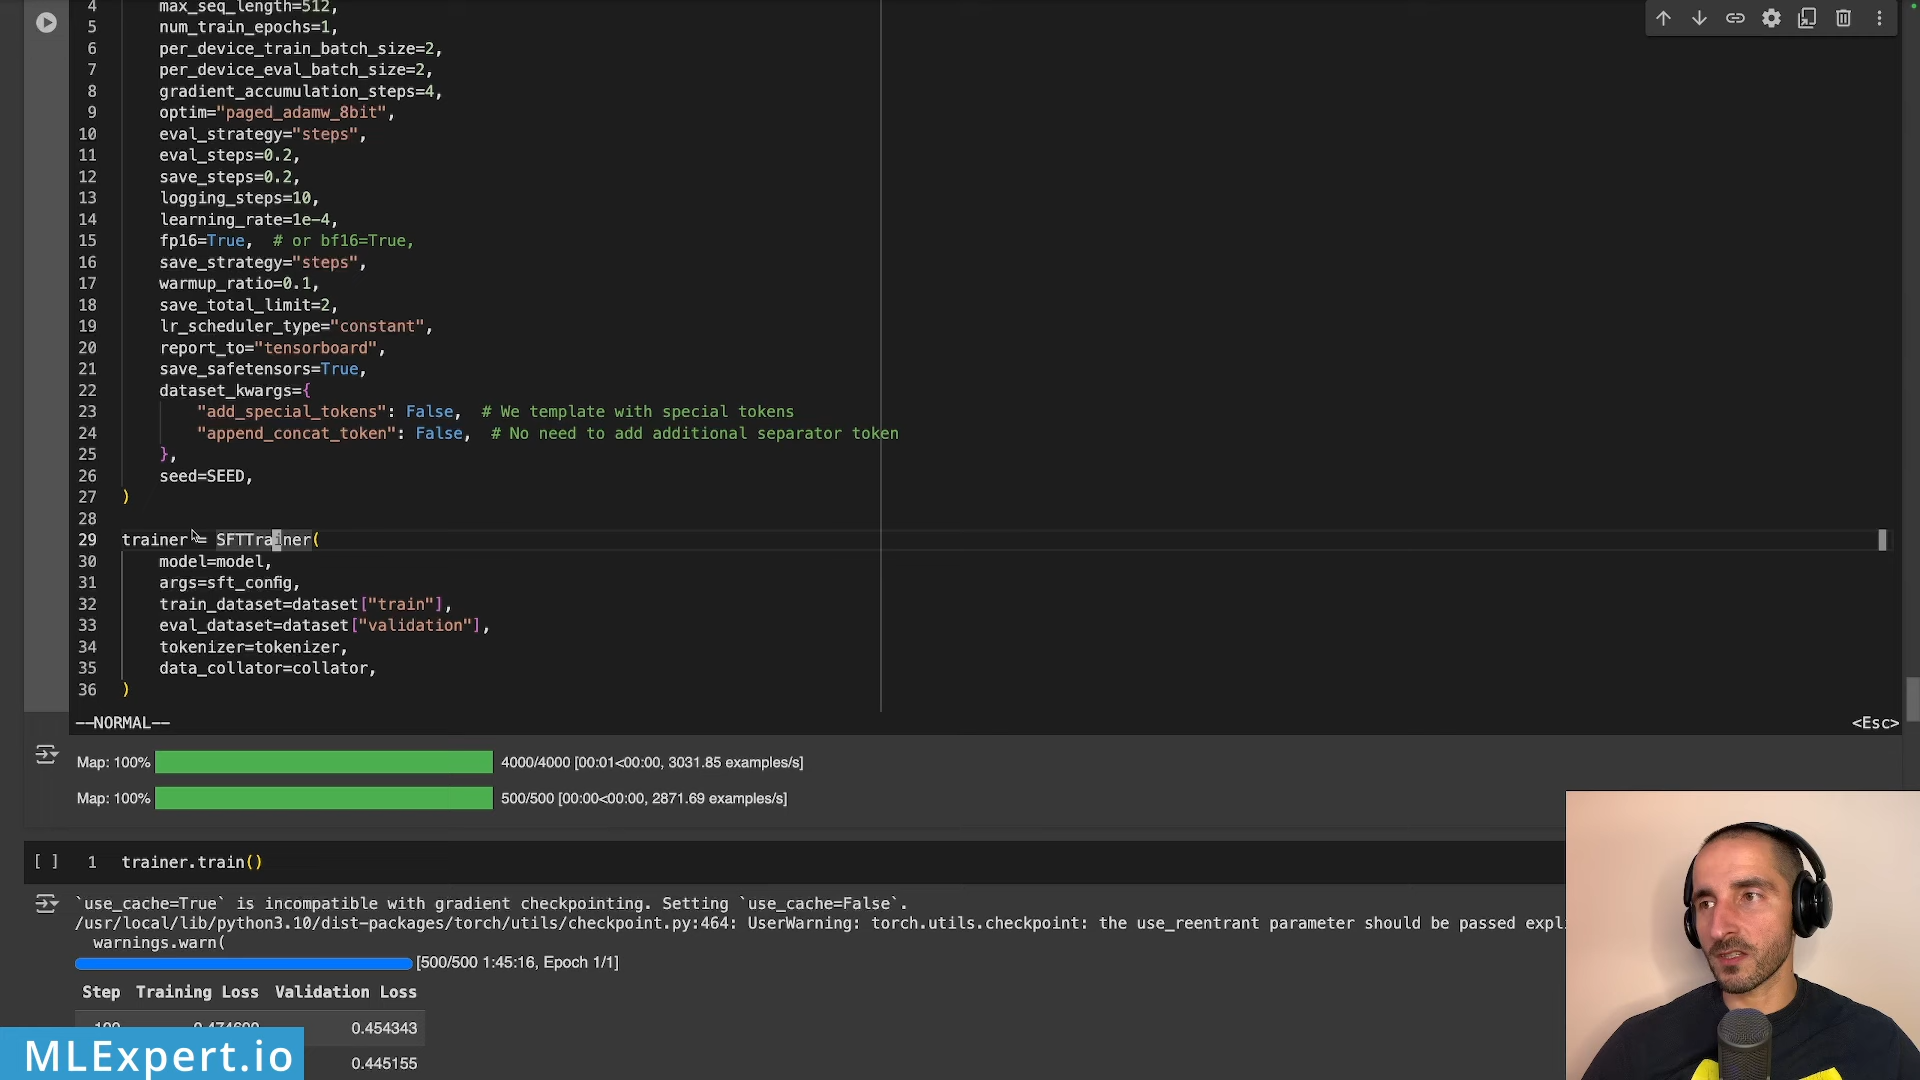 4 max_seq_length=512,
5 num_train_epochs=1,
6 per_device_train_batch_size=2,
7 per_device_eval_batch_size=2,
8 gradient_accumulation_steps=4,
9 optim="paged_adamw_8bit",
10 eval_strategy="steps",
11 eval_steps=0.2,
12 save_steps=0.2,
13 logging_steps=10,
14 learning_rate=1e-4,
15 fp16=True,  # or bf16=True,
16 save_strategy="steps",
17 warmup_ratio=0.1,
18 save_total_limit=2,
19 lr_scheduler_type="constant",
20 report_to="tensorboard",
21 save_safetensors=True,
22 dataset_kwargs={
23 "add_special_tokens": False,  # We template with special tokens
24 "append_concat_token": False,  # No need to add additional separator token
25 },
26 seed=SEED,
27 )
28
29 trainer = SFTTrainer(
30 model=model,
31 args=sft_config,
32 train_dataset=dataset["train"],
33 eval_dataset=dataset["validation"],
34 tokenizer=tokenizer,
35 data_collator=collator,
36 )
--NORMAL-- <Esc>
Map: 100% 4000/4000 [00:01<00:00, 3031.85 examples/s]
Map: 100% 500/500 [00:00<00:00, 2871.69 examples/s]
[ ] 1 trainer.train()
`use_cache=True` is incompatible with gradient checkpointing. Setting `use_cache=False`.
/usr/local/lib/python3.10/dist-packages/torch/utils/checkpoint.py:464: UserWarning: torch.utils.checkpoint: the use_reentrant parameter should be passed expli
warnings.warn(
[500/500 1:45:16, Epoch 1/1]
Step Training Loss Validation Loss
0.454343
0.445155
MLExpert.io